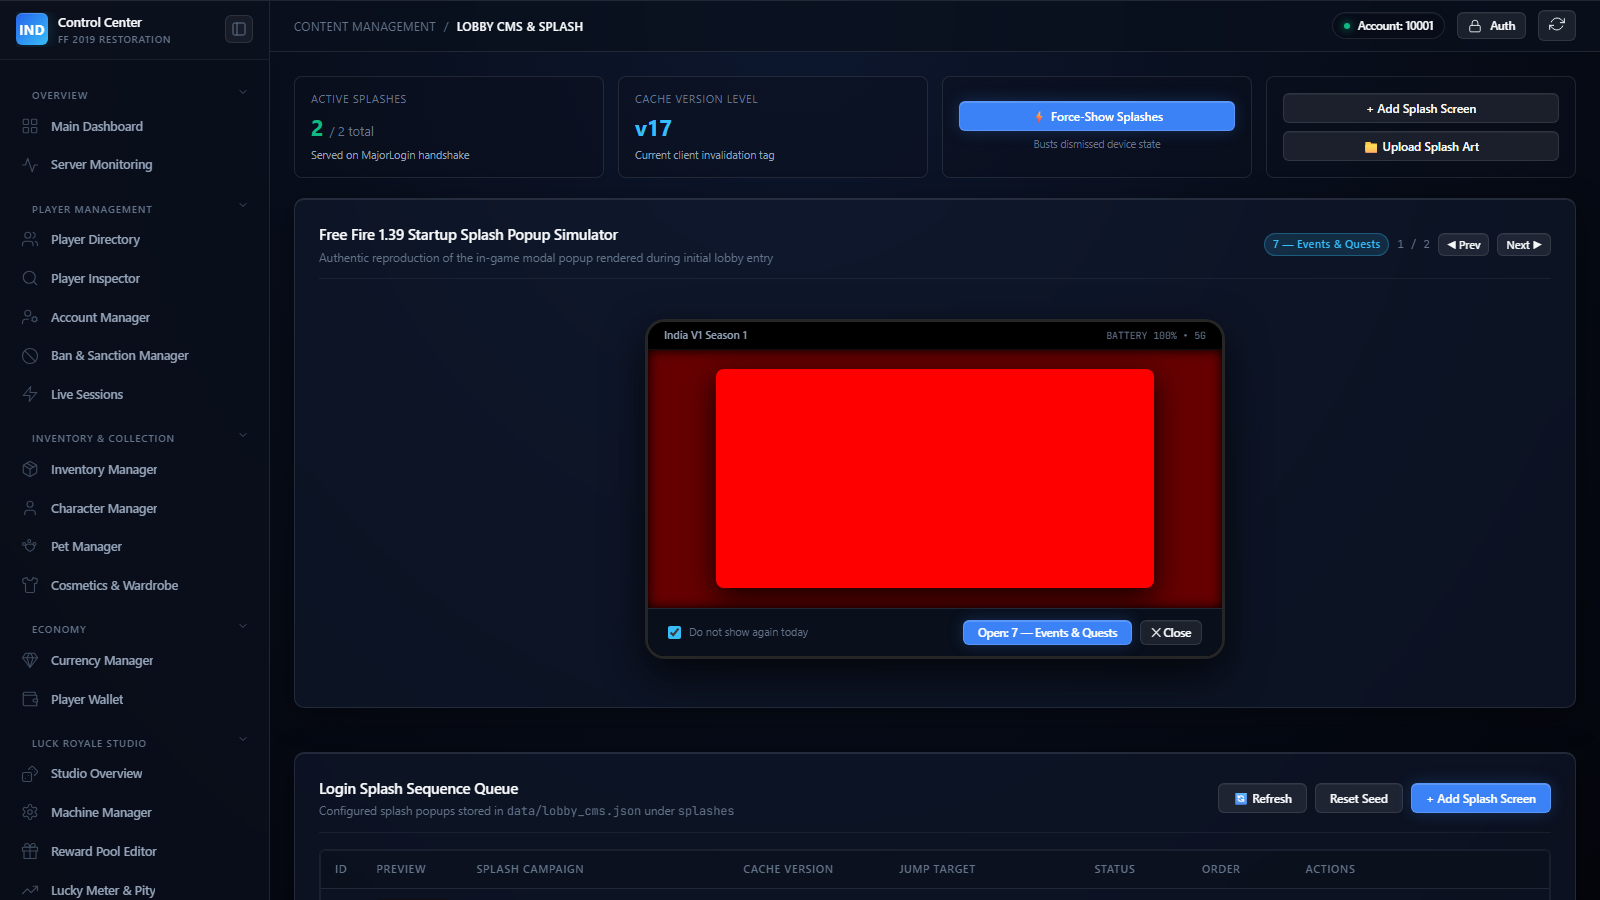 IND
Control Center
FF 2019 RESTORATION
OVERVIEW
Main Dashboard
Server Monitoring
PLAYER MANAGEMENT
Player Directory
Player Inspector
Account Manager
Ban & Sanction Manager
Live Sessions
INVENTORY & COLLECTION
Inventory Manager
Character Manager
Pet Manager
Cosmetics & Wardrobe
ECONOMY
Currency Manager
Player Wallet
LUCK ROYALE STUDIO
Studio Overview
Machine Manager
Reward Pool Editor
Lucky Meter & Pity
CONTENT MANAGEMENT / LOBBY CMS & SPLASH
Account: 10001
Auth
ACTIVE SPLASHES
2 / 2 total
Served on MajorLogin handshake
CACHE VERSION LEVEL
v17
Current client invalidation tag
Force-Show Splashes
Busts dismissed device state
+ Add Splash Screen
Upload Splash Art
Free Fire 1.39 Startup Splash Popup Simulator
Authentic reproduction of the in-game modal popup rendered during initial lobby entry
7 — Events & Quests
1 / 2
◀ Prev
Next ▶
India V1 Season 1
BATTERY 100% • 5G
Do not show again today
Open: 7 — Events & Quests
✕ Close
Login Splash Sequence Queue
Configured splash popups stored in data/lobby_cms.json under splashes
Refresh
Reset Seed
+ Add Splash Screen
ID PREVIEW SPLASH CAMPAIGN CACHE VERSION JUMP TARGET STATUS ORDER ACTIONS